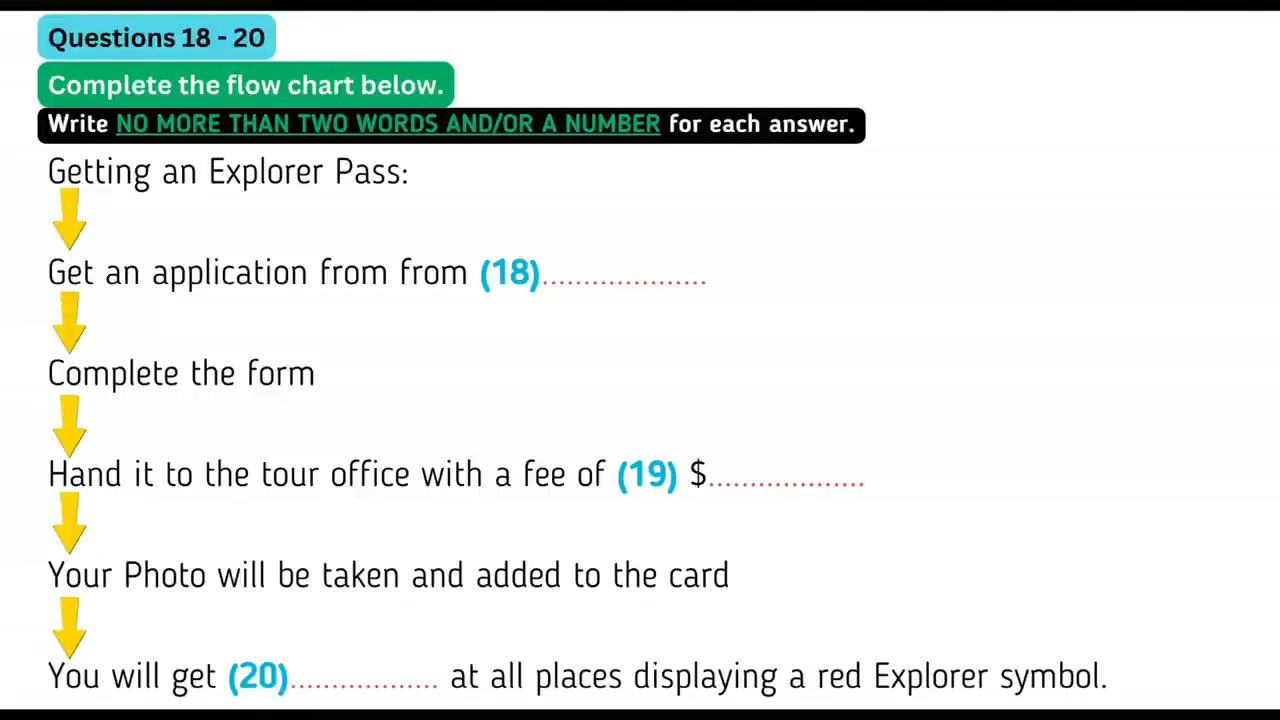 Questions 18 - 20
Complete the flow chart below.
Write NO MORE THAN TWO WORDS AND/OR A NUMBER for each answer.
Getting an Explorer Pass:
Get an application from from (18)....................
Complete the form
Hand it to the tour office with a fee of (19) $...................
Your Photo will be taken and added to the card
You will get (20).................. at all places displaying a red Explorer symbol.